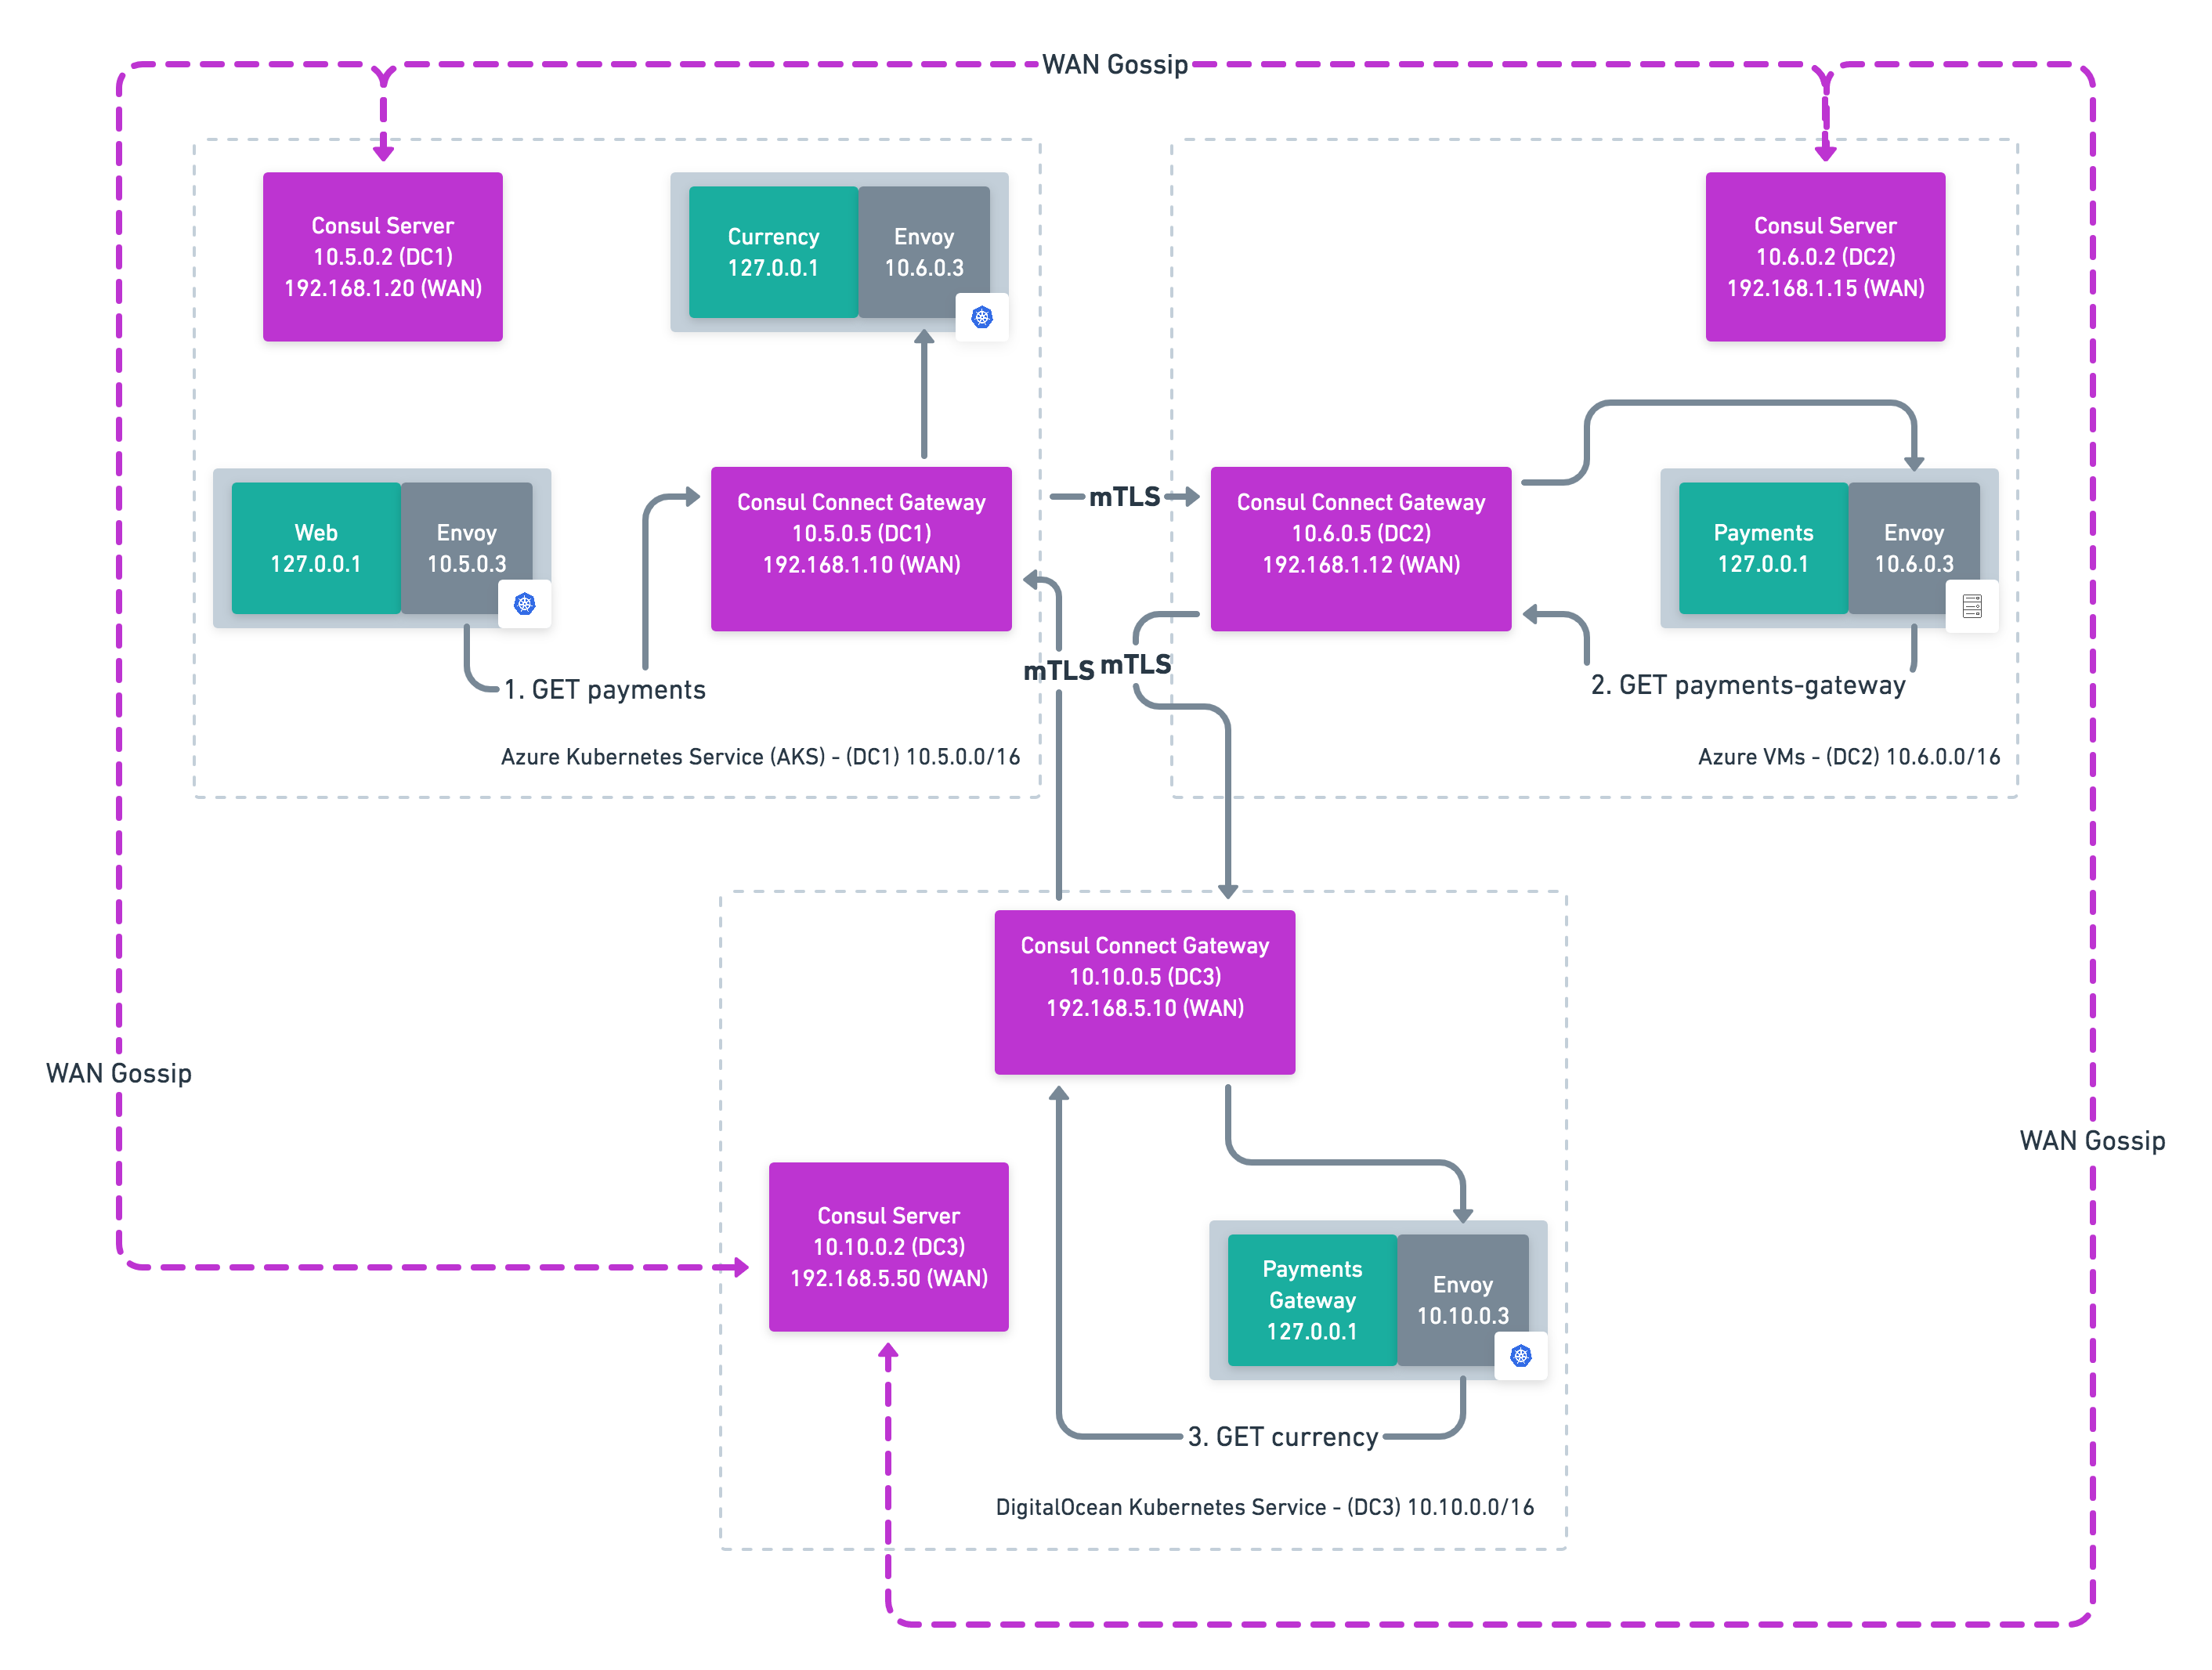 WAN Gossip
Consul Server
10.5.0.2 (DC1)
192.168.1.20 (WAN)
Currency
127.0.0.1
Envoy
10.6.0.3
Consul Server
10.6.0.2 (DC2)
192.168.1.15 (WAN)
Web
127.0.0.1
Envoy
10.5.0.3
Consul Connect Gateway
10.5.0.5 (DC1)
192.168.1.10 (WAN)
mTLS
Consul Connect Gateway
10.6.0.5 (DC2)
192.168.1.12 (WAN)
Payments
127.0.0.1
Envoy
10.6.0.3
1. GET payments
mTLS
mTLS
2. GET payments-gateway
Azure Kubernetes Service (AKS) - (DC1) 10.5.0.0/16
Azure VMs - (DC2) 10.6.0.0/16
Consul Connect Gateway
10.10.0.5 (DC3)
192.168.5.10 (WAN)
WAN Gossip
WAN Gossip
Consul Server
10.10.0.2 (DC3)
192.168.5.50 (WAN)
Payments
Gateway
127.0.0.1
Envoy
10.10.0.3
3. GET currency
DigitalOcean Kubernetes Service - (DC3) 10.10.0.0/16